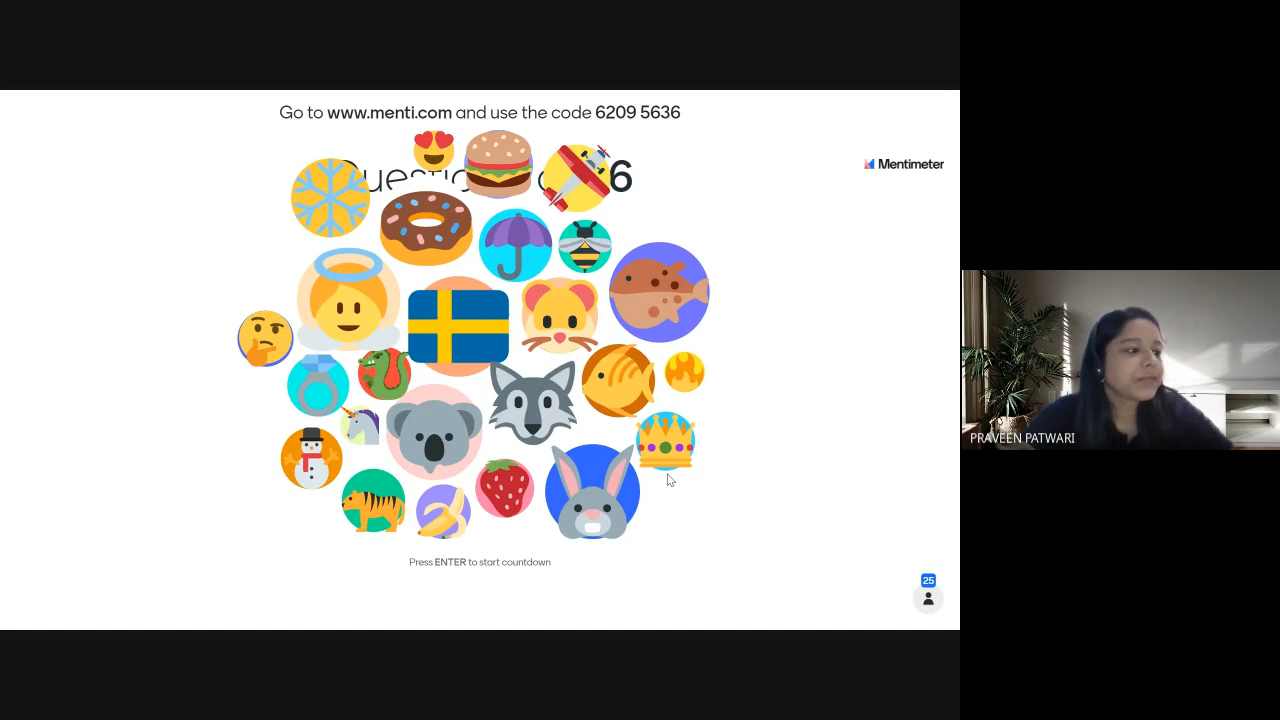 Go to www.menti.com and use the code 6209 5636
Mentimeter
6
Press ENTER to start countdown
25
PRAVEEN PATWARI